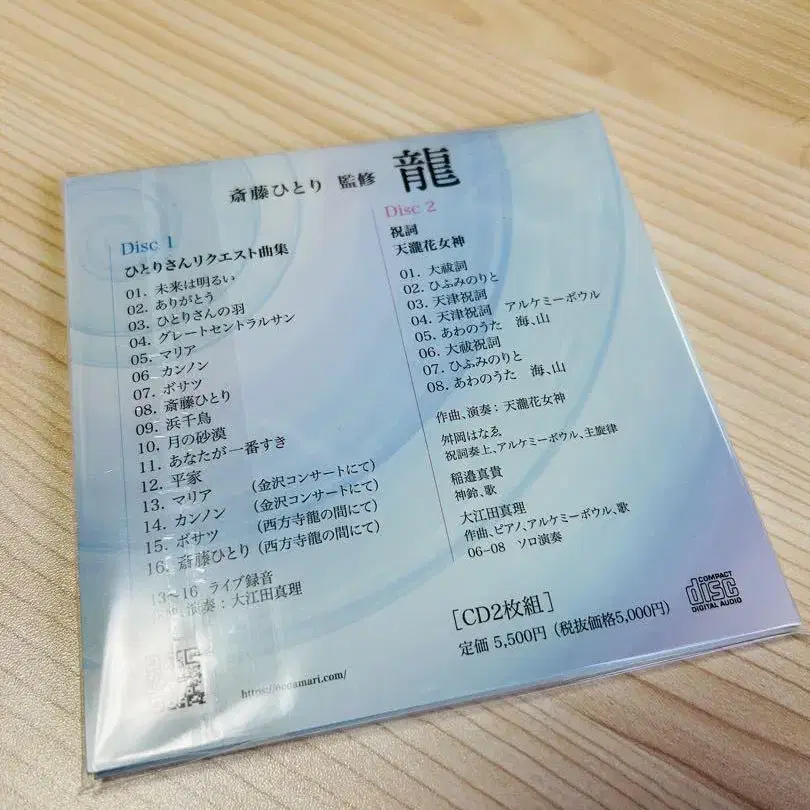 斎藤ひとり 監修 龍
Disc 1
ひとりさんリクエスト曲集
01. 未来は明るい
02. ありがとう
03. ひとりさんの羽
04. グレートセントラルサン
05. マリア
06. カンノン
07. ボサツ
08. 斎藤ひとり
09. 浜千鳥
10. 月の砂漠
11. あなたが一番すき
12. 平家
13. マリア (金沢コンサートにて)
14. カンノン (金沢コンサートにて)
15. ボサツ (西方寺龍の間にて)
16. 斎藤ひとり (西方寺龍の間にて)
13〜16 ライブ録音
演奏：大江田真理
https://oooamari.com/
Disc 2
祝詞
天瀧花女神
01. 大祓詞
02. ひふみのりと
03. 天津祝詞
04. 天津祝詞 アルケミーボウル
05. あわのうた 海、山
06. 大祓祝詞
07. ひふみのりと
08. あわのうた 海、山
作曲、演奏：天瀧花女神
舛岡はなゑ
祝詞奏上、アルケミーボウル、主旋律
稲邉真貴
神鈴、歌
大江田真理
作曲、ピアノ、アルケミーボウル、歌
06-08 ソロ演奏
[CD2枚組]
定価 5,500円 (税抜価格5,000円)
COMPACT
disc
DIGITAL AUDIO